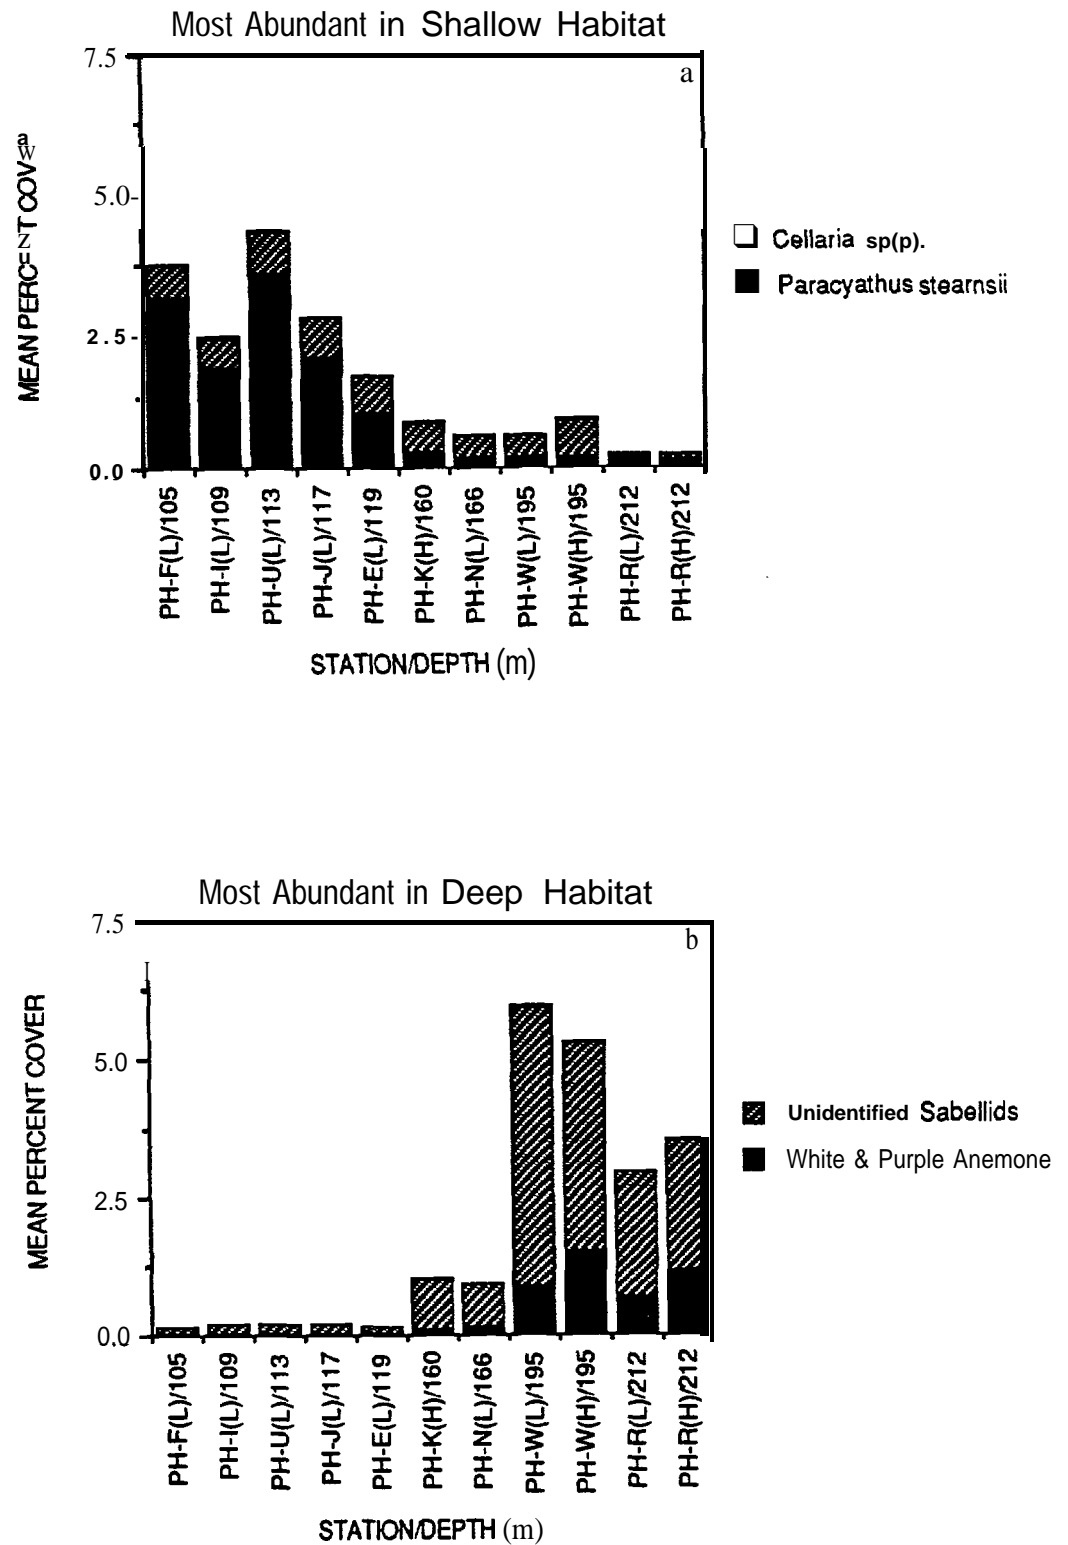 Most Abundant in Shallow Habitat
7.5
a
5.0-
2.5-
0.0
MEAN PERC
Cellaria sp(p).
Paracyathus stearnsii
PH-F(L)/105
PH-I(L)/109
PH-U(L)/113
PH-J(L)/117
PH-E(L)/119
PH-K(H)/160
PH-N(L)/166
PH-W(L)/195
PH-W(H)/195
PH-R(L)/212
PH-R(H)/212
STATION/DEPTH (m)
Most Abundant in Deep Habitat
7.5
b
5.0
2.5
0.0
MEAN PERCENT COVER
Unidentified Sabellids
White & Purple Anemone
PH-F(L)/105
PH-I(L)/109
PH-U(L)/113
PH-J(L)/117
PH-E(L)/119
PH-K(H)/160
PH-N(L)/166
PH-W(L)/195
PH-W(H)/195
PH-R(L)/212
PH-R(H)/212
STATION/DEPTH (m)